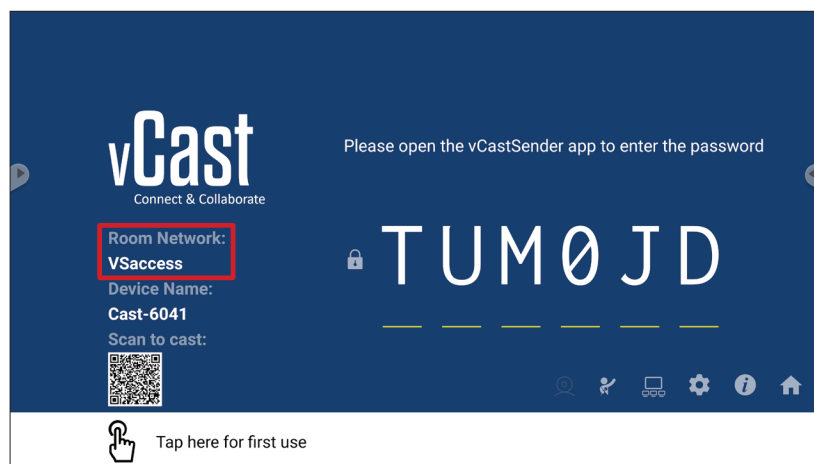 vCast
Connect & Collaborate
Please open the vCastSender app to enter the password
Room Network:
VSaccess
Device Name:
Cast-6041
Scan to cast:
TUM0JD
Tap here for first use